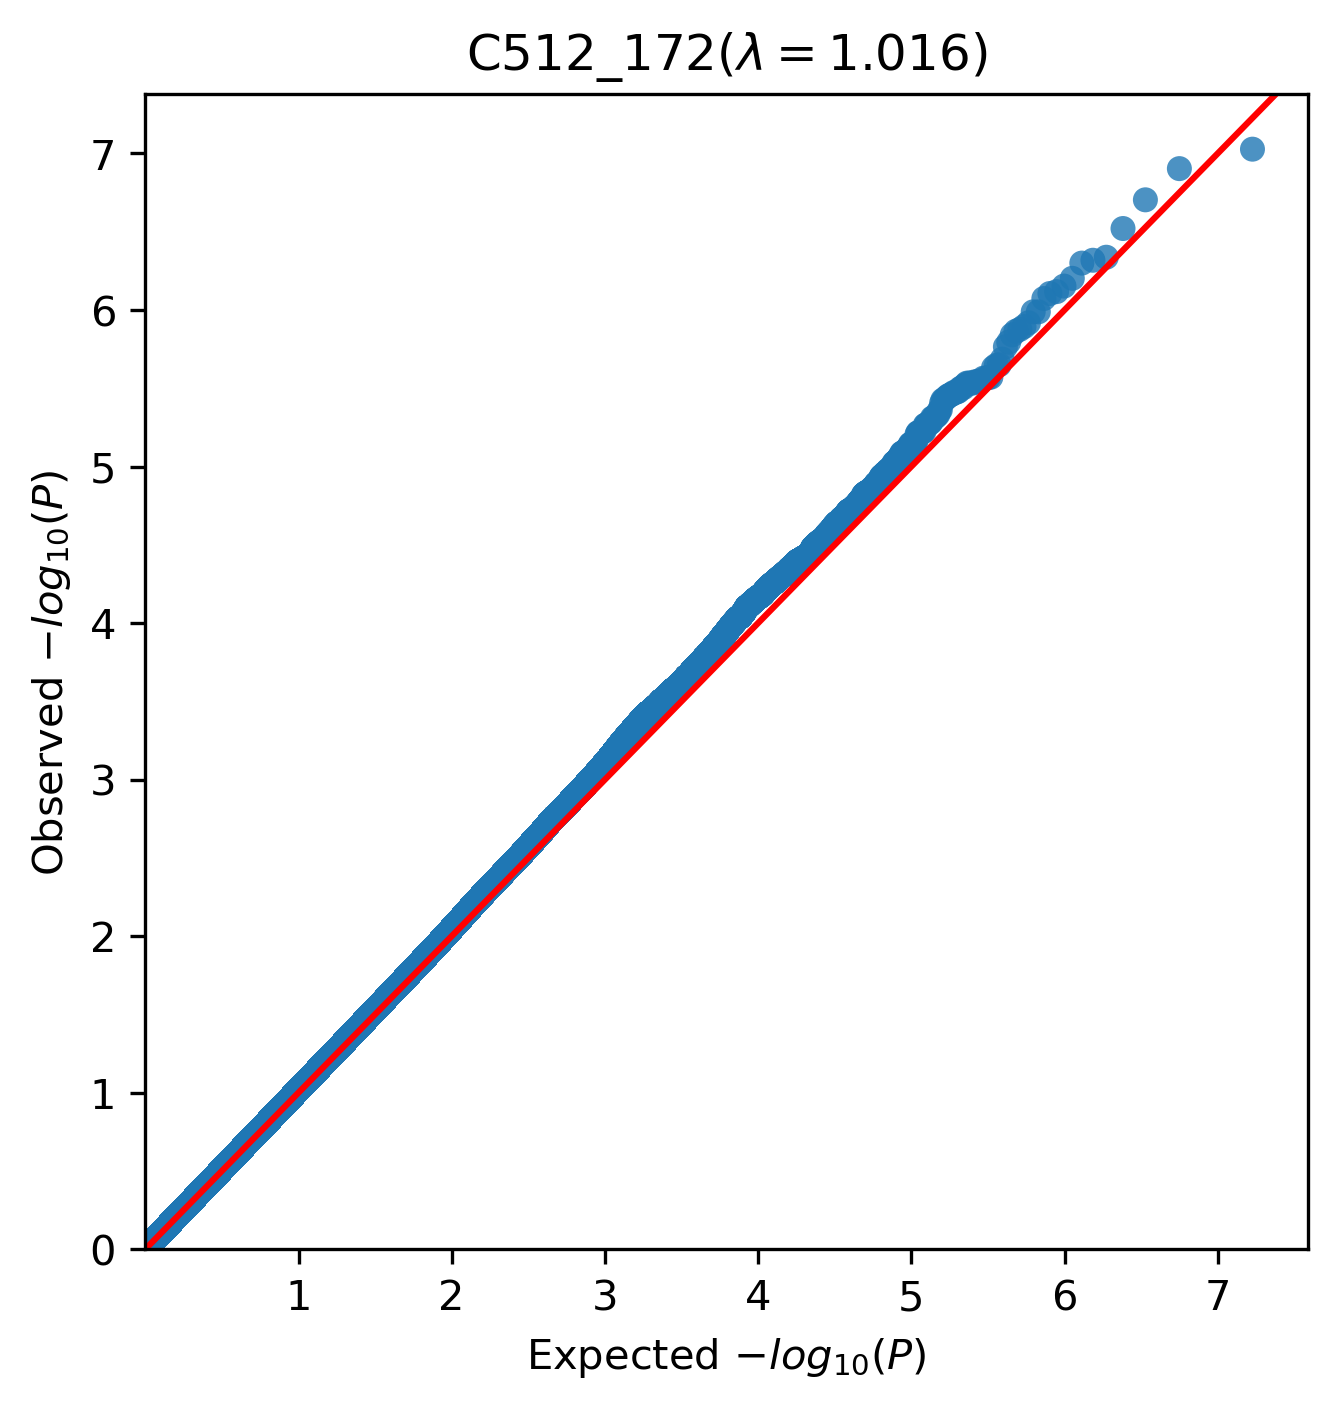 C512_172(λ = 1.016)
7
6
5
4
3
2
1
0
Observed −log₁₀(P)
1 2 3 4 5 6 7
Expected −log₁₀(P)